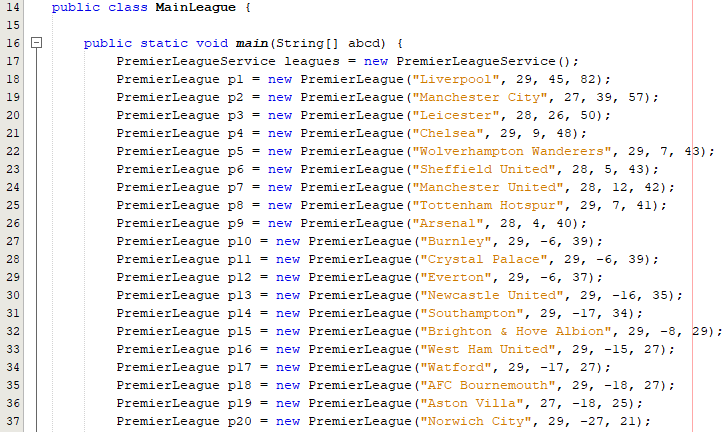 14 public class MainLeague {
15
16 public static void main(String[] abcd) {
17 PremierLeagueService leagues = new PremierLeagueService();
18 PremierLeague p1 = new PremierLeague("Liverpool", 29, 45, 82);
19 PremierLeague p2 = new PremierLeague("Manchester City", 27, 39, 57);
20 PremierLeague p3 = new PremierLeague("Leicester", 28, 26, 50);
21 PremierLeague p4 = new PremierLeague("Chelsea", 29, 9, 48);
22 PremierLeague p5 = new PremierLeague("Wolverhampton Wanderers", 29, 7, 43);
23 PremierLeague p6 = new PremierLeague("Sheffield United", 28, 5, 43);
24 PremierLeague p7 = new PremierLeague("Manchester United", 28, 12, 42);
25 PremierLeague p8 = new PremierLeague("Tottenham Hotspur", 29, 7, 41);
26 PremierLeague p9 = new PremierLeague("Arsenal", 28, 4, 40);
27 PremierLeague p10 = new PremierLeague("Burnley", 29, -6, 39);
28 PremierLeague p11 = new PremierLeague("Crystal Palace", 29, -6, 39);
29 PremierLeague p12 = new PremierLeague("Everton", 29, -6, 37);
30 PremierLeague p13 = new PremierLeague("Newcastle United", 29, -16, 35);
31 PremierLeague p14 = new PremierLeague("Southampton", 29, -17, 34);
32 PremierLeague p15 = new PremierLeague("Brighton & Hove Albion", 29, -8, 29);
33 PremierLeague p16 = new PremierLeague("West Ham United", 29, -15, 27);
34 PremierLeague p17 = new PremierLeague("Watford", 29, -17, 27);
35 PremierLeague p18 = new PremierLeague("AFC Bournemouth", 29, -18, 27);
36 PremierLeague p19 = new PremierLeague("Aston Villa", 27, -18, 25);
37 PremierLeague p20 = new PremierLeague("Norwich City", 29, -27, 21);